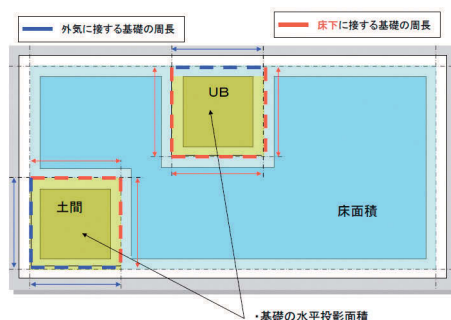 外気に接する基礎の周長
床下に接する基礎の周長
UB
土間
床面積
・基礎の水平投影面積